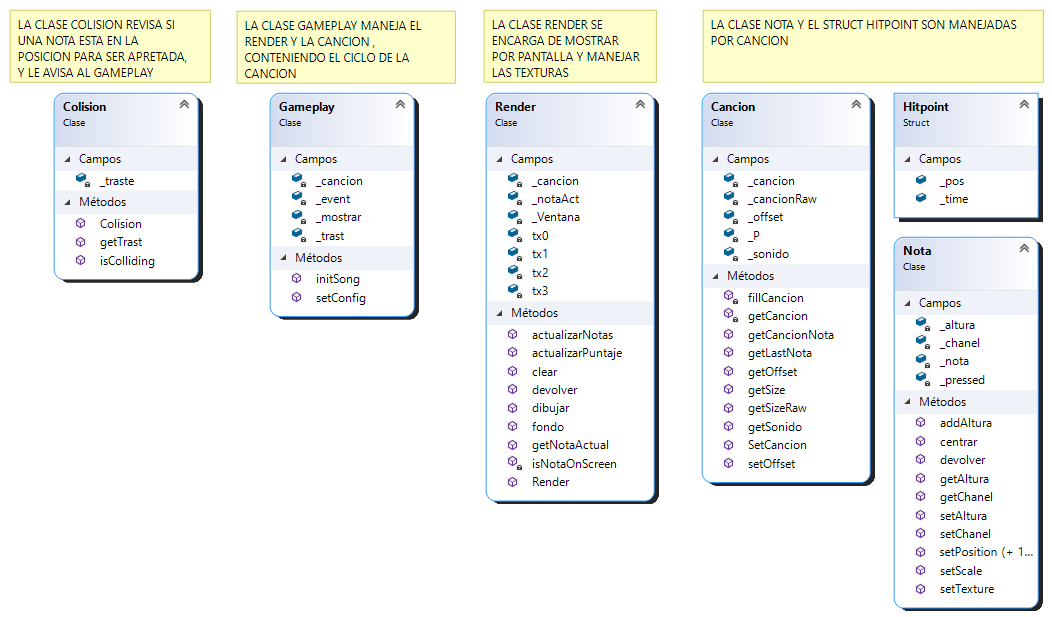 LA CLASE COLISION REVISA SI
UNA NOTA ESTA EN LA
POSICION PARA SER APRETADA,
Y LE AVISA AL GAMEPLAY
LA CLASE GAMEPLAY MANEJA EL
RENDER Y LA CANCION ,
CONTENIENDO EL CICLO DE LA
CANCION
LA CLASE RENDER SE
ENCARGA DE MOSTRAR
POR PANTALLA Y MANEJAR
LAS TEXTURAS
LA CLASE NOTA Y EL STRUCT HITPOINT SON MANEJADAS
POR CANCION
Colision
Clase
Campos
_traste
Métodos
Colision
getTrast
isColliding
Gameplay
Clase
Campos
_cancion
_event
_mostrar
_trast
Métodos
initSong
setConfig
Render
Clase
Campos
_cancion
_notaAct
_Ventana
tx0
tx1
tx2
tx3
Métodos
actualizarNotas
actualizarPuntaje
clear
devolver
dibujar
fondo
getNotaActual
isNotaOnScreen
Render
Cancion
Clase
Campos
_cancion
_cancionRaw
_offset
_P
_sonido
Métodos
fillCancion
getCancion
getCancionNota
getLastNota
getOffset
getSize
getSizeRaw
getSonido
SetCancion
setOffset
Hitpoint
Struct
Campos
_pos
_time
Nota
Clase
Campos
_altura
_chanel
_nota
_pressed
Métodos
addAltura
centrar
devolver
getAltura
getChanel
setAltura
setChanel
setPosition (+ 1...
setScale
setTexture